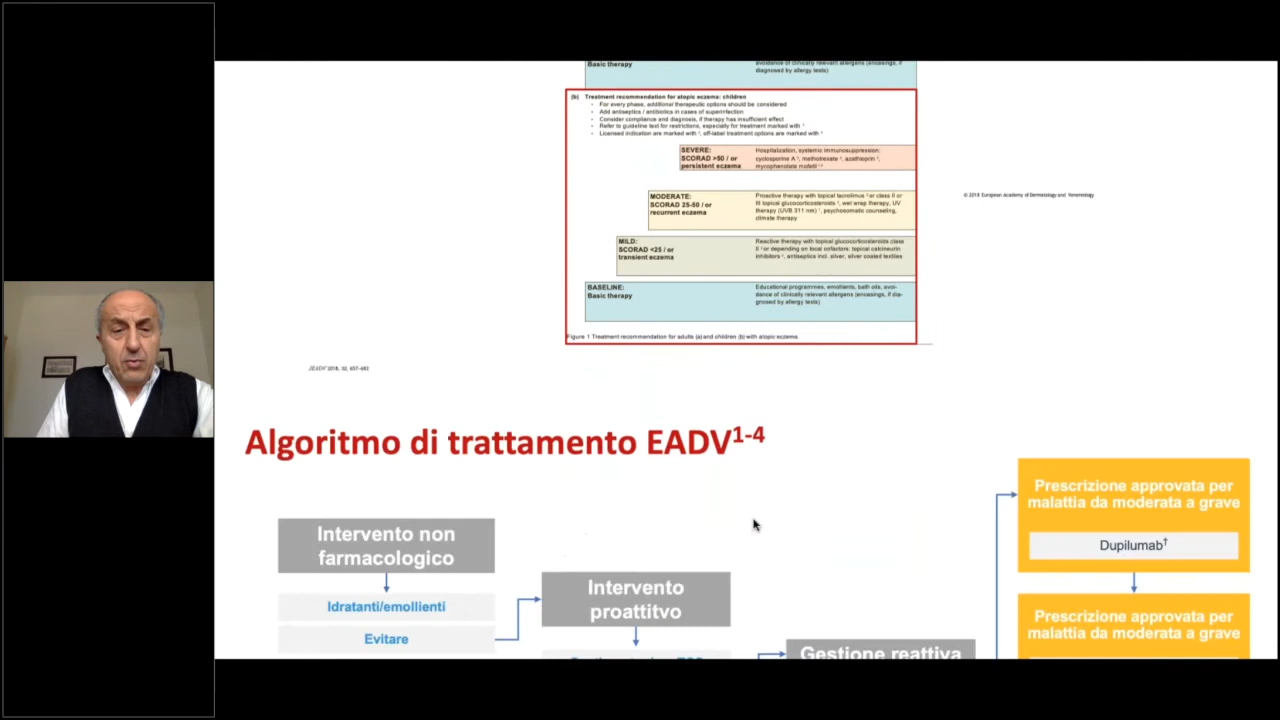 Basic therapy
avoidance of clinically relevant allergens (encasings, if
diagnosed by allergy tests)
(b) Treatment recommendation for atopic eczema: children
• For every phase, additional therapeutic options should be considered
• Add antiseptics / antibiotics in cases of superinfection
• Consider compliance and diagnosis, if therapy has insufficient effect
• Refer to guideline text for restrictions, especially for treatment marked with ¹
• Licensed indication are marked with ², off-label treatment options are marked with ³
SEVERE:
SCORAD >50 / or
persistent eczema
Hospitalization, systemic immunosuppression:
cyclosporine A ², methotrexate ³, azathioprin ³,
mycophenolate mofetil ¹,³
MODERATE:
SCORAD 25-50 / or
recurrent eczema
Proactive therapy with topical tacrolimus ² or class II or
III topical glucocorticosteroids ³, wet wrap therapy, UV
therapy (UVB 311 nm) ¹, psychosomatic counseling,
climate therapy
MILD:
SCORAD <25 / or
transient eczema
Reactive therapy with topical glucocorticosteroids class
II ² or depending on local cofactors: topical calcineurin
inhibitors ², antiseptics incl. silver, silver coated textiles
BASELINE:
Basic therapy
Educational programmes, emollients, bath oils, avoi-
dance of clinically relevant allergens (encasings, if dia-
gnosed by allergy tests)
Figure 1 Treatment recommendation for adults (a) and children (b) with atopic eczema.
© 2018 European Academy of Dermatology and Venereology
JEADV 2018, 32, 657–682
Algoritmo di trattamento EADV¹⁻⁴
Intervento non
farmacologico
Idratanti/emollienti
Evitare
Intervento
proattitvo
Gestione reattiva
Prescrizione approvata per
malattia da moderata a grave
Dupilumab†
Prescrizione approvata per
malattia da moderata a grave